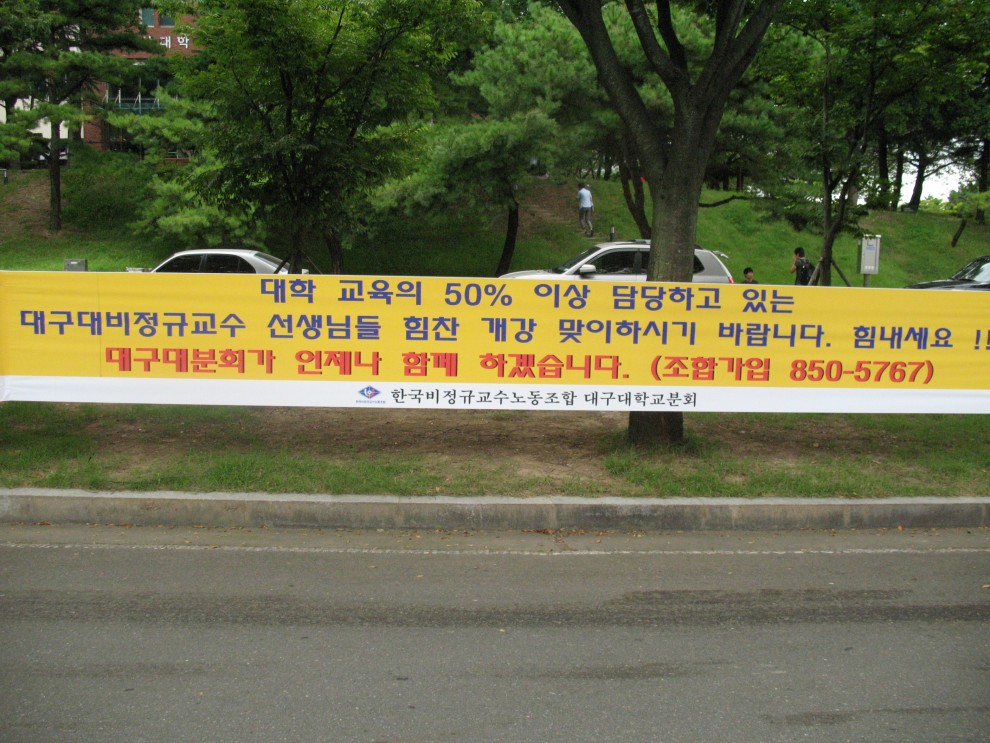 대학
대학 교육의 50% 이상 담당하고 있는
대구대비정규교수 선생님들 힘찬 개강 맞이하시기 바랍니다. 힘내세요 !!
대구대분회가 언제나 함께 하겠습니다. (조합가입 850-5767)
한국비정규교수노동조합 대구대학교분회